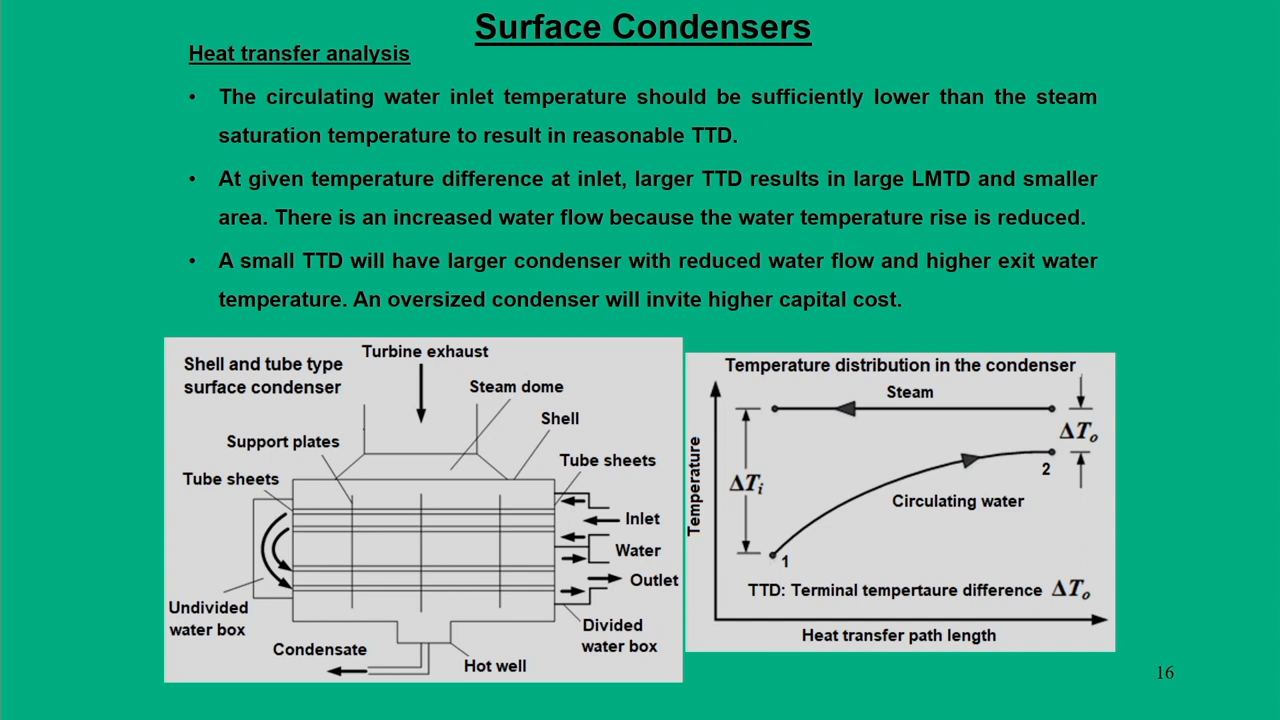 Surface Condensers
Heat transfer analysis
• The circulating water inlet temperature should be sufficiently lower than the steam
saturation temperature to result in reasonable TTD.
• At given temperature difference at inlet, larger TTD results in large LMTD and smaller
area. There is an increased water flow because the water temperature rise is reduced.
• A small TTD will have larger condenser with reduced water flow and higher exit water
temperature. An oversized condenser will invite higher capital cost.
Shell and tube type
surface condenser
Turbine exhaust
Steam dome
Shell
Support plates
Tube sheets
Tube sheets
Inlet
Water
Outlet
Undivided
water box
Divided
water box
Condensate
Hot well
Temperature distribution in the condenser
Steam
ΔTo
ΔTi
2
Circulating water
1
Temperature
TTD: Terminal tempertaure difference ΔTo
Heat transfer path length
16